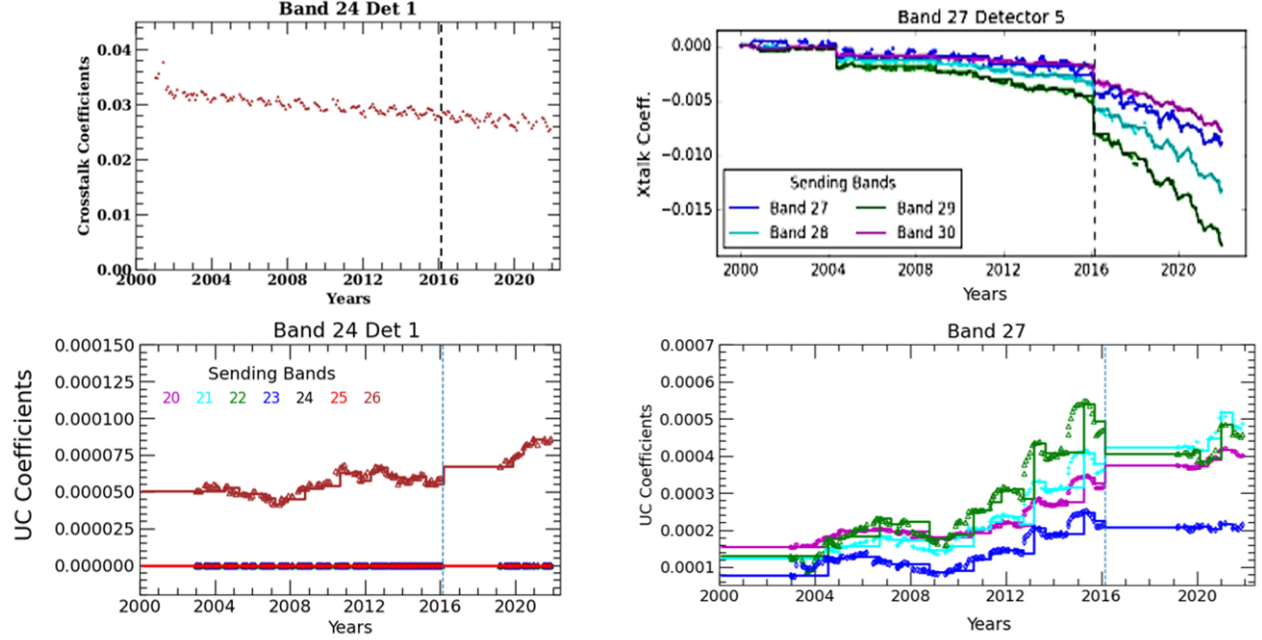 Band 24 Det 1
0.04
0.03
0.02
0.01
0.00
Crosstalk Coefficients
2000 2004 2008 2012 2016 2020
Years
Band 27 Detector 5
0.000
−0.005
−0.010
−0.015
Xtalk Coeff.
Sending Bands
Band 27 Band 29
Band 28 Band 30
2000 2004 2008 2012 2016 2020
Years
Band 24 Det 1
0.000150
0.000125
0.000100
0.000075
0.000050
0.000025
0.000000
UC Coefficients
Sending Bands
20 21 22 23 24 25 26
2000 2004 2008 2012 2016 2020
Years
Band 27
0.0007
0.0006
0.0005
0.0004
0.0003
0.0002
0.0001
UC Coefficients
2000 2004 2008 2012 2016 2020
Years